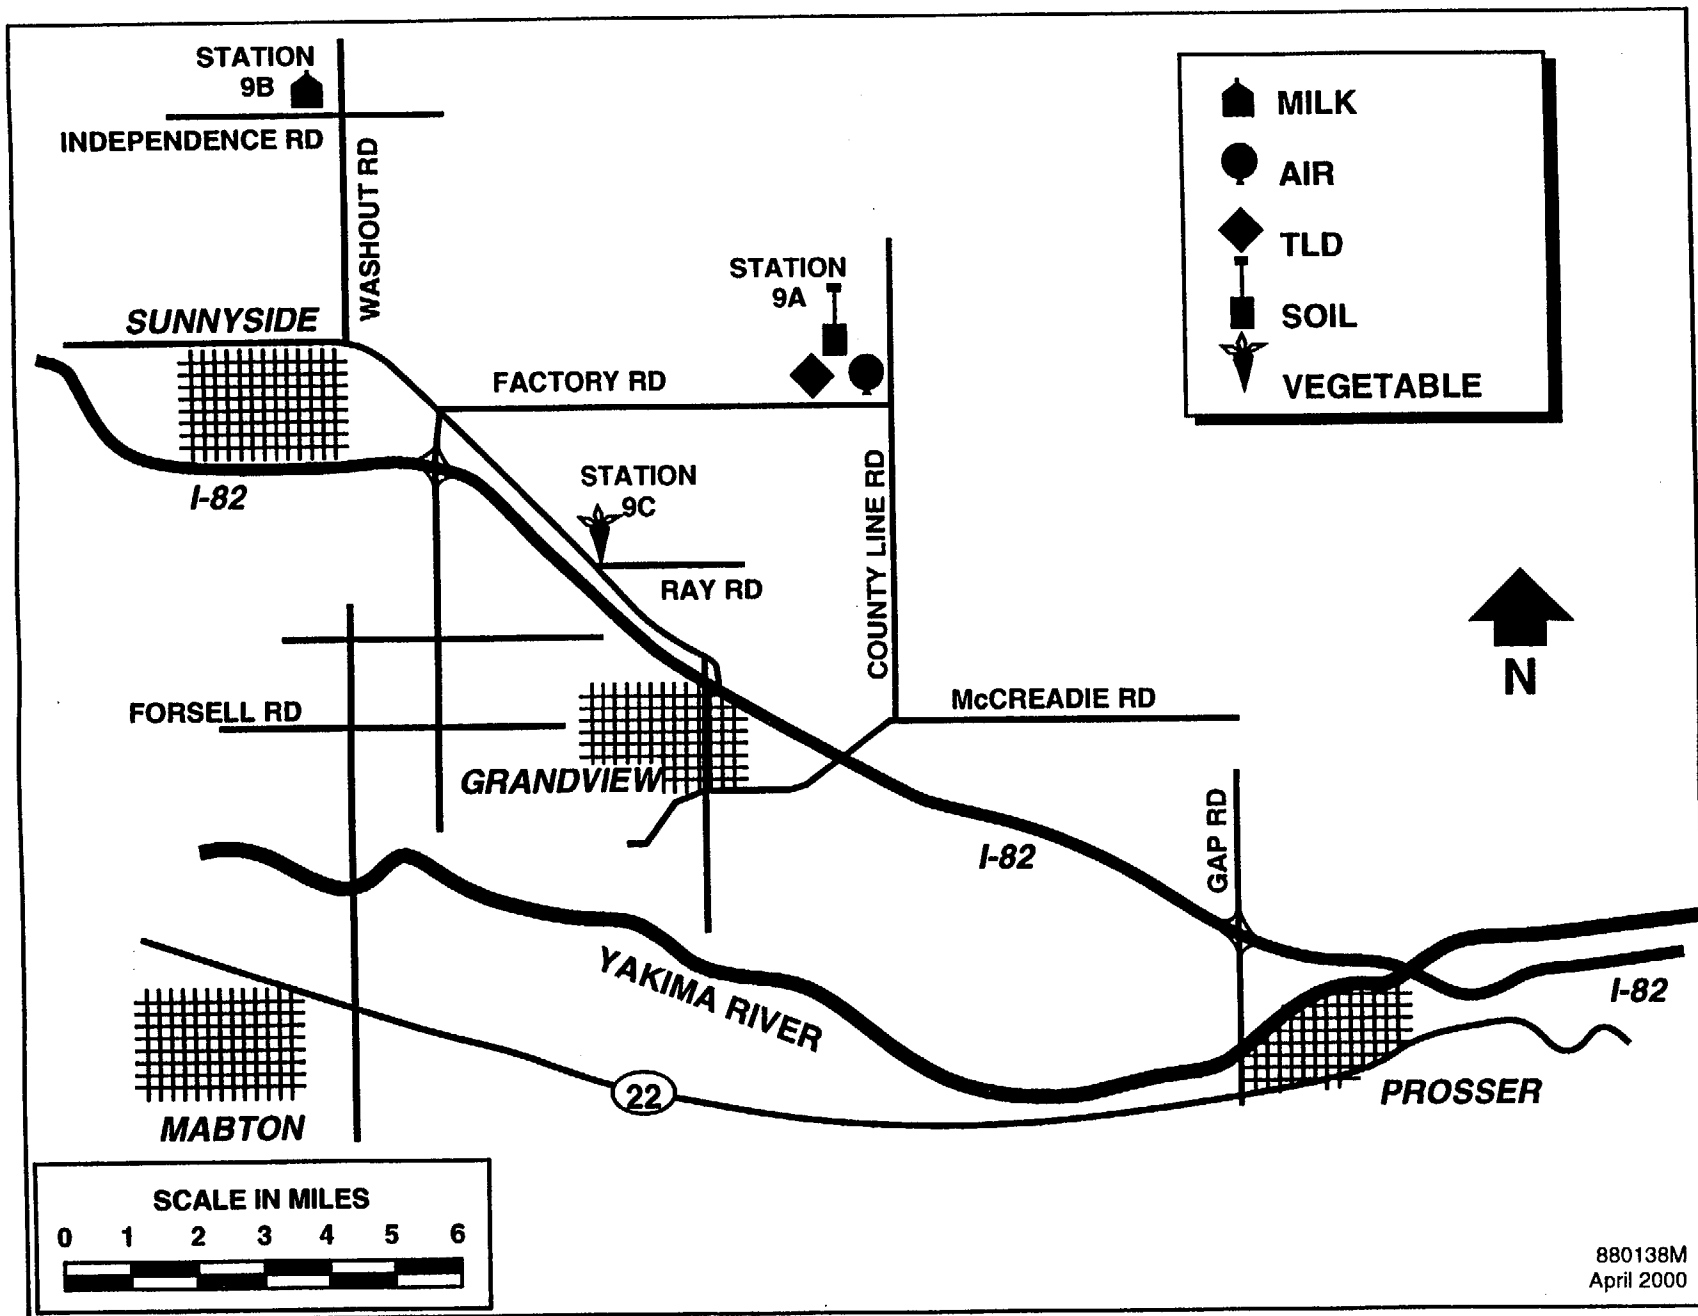 STATION
9B
INDEPENDENCE RD
WASHOUT RD
MILK
AIR
TLD
SOIL
VEGETABLE
STATION
9A
SUNNYSIDE
FACTORY RD
I-82
STATION
9C
RAY RD
COUNTY LINE RD
N
FORSELL RD
McCREADIE RD
GRANDVIEW
I-82
GAP RD
YAKIMA RIVER
I-82
22
PROSSER
MABTON
SCALE IN MILES
0 1 2 3 4 5 6
880138M
April 2000